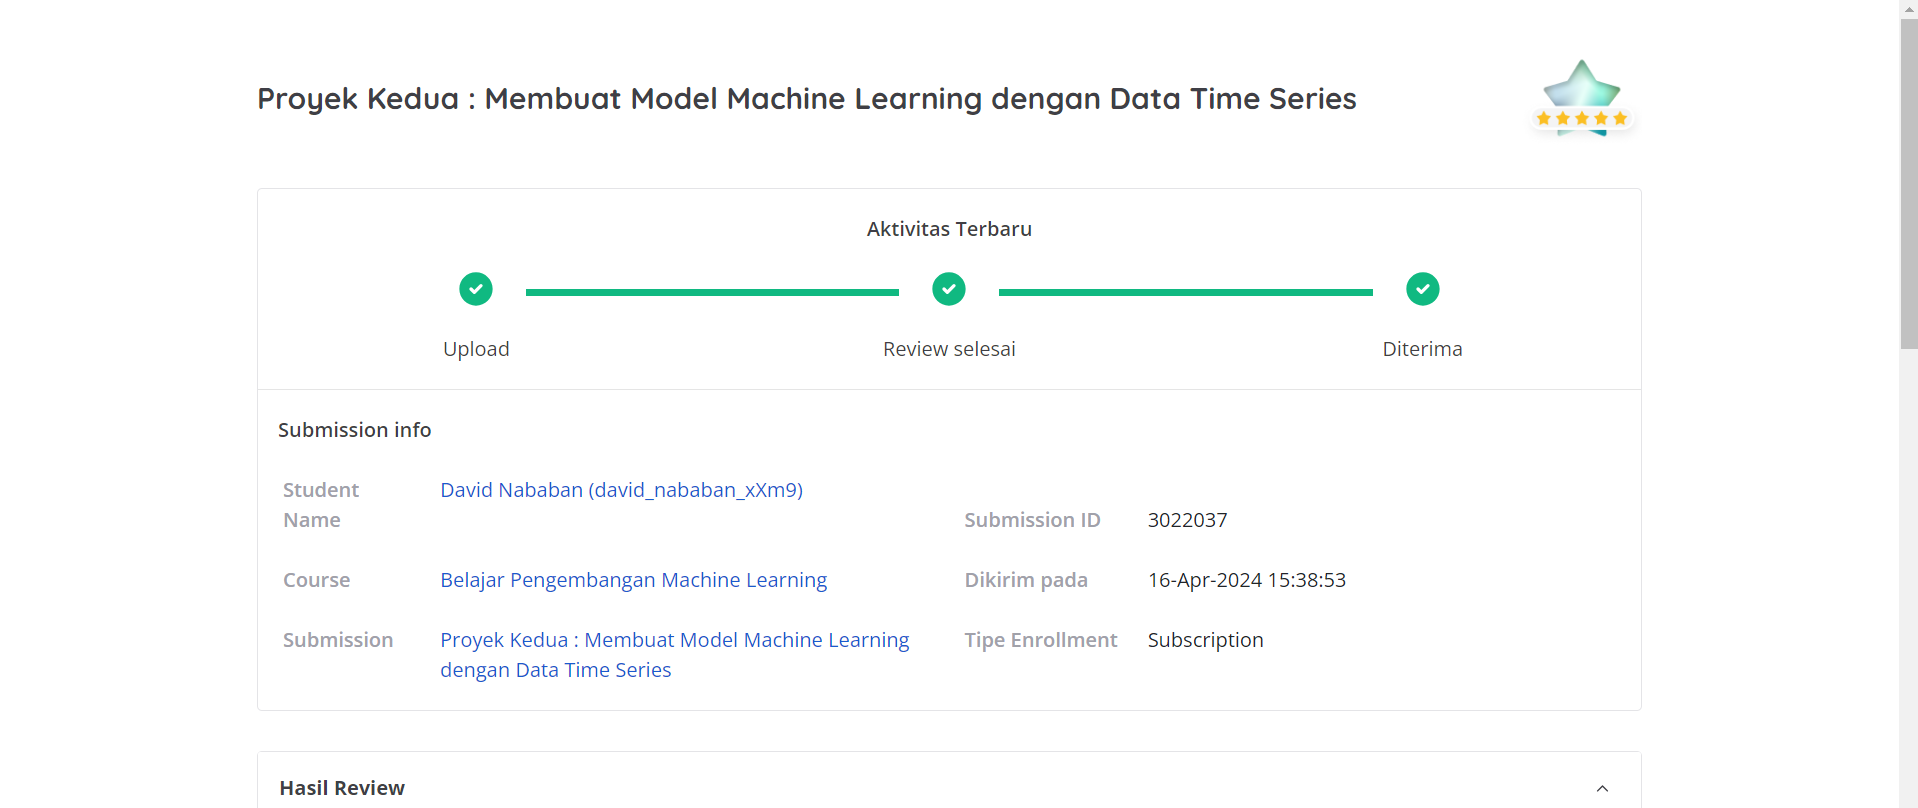 Proyek Kedua : Membuat Model Machine Learning dengan Data Time Series
Aktivitas Terbaru
Upload
Review selesai
Diterima
Submission info
Student Name
David Nababan (david_nababan_xXm9)
Submission ID
3022037
Course
Belajar Pengembangan Machine Learning
Dikirim pada
16-Apr-2024 15:38:53
Submission
Proyek Kedua : Membuat Model Machine Learning
dengan Data Time Series
Tipe Enrollment
Subscription
Hasil Review